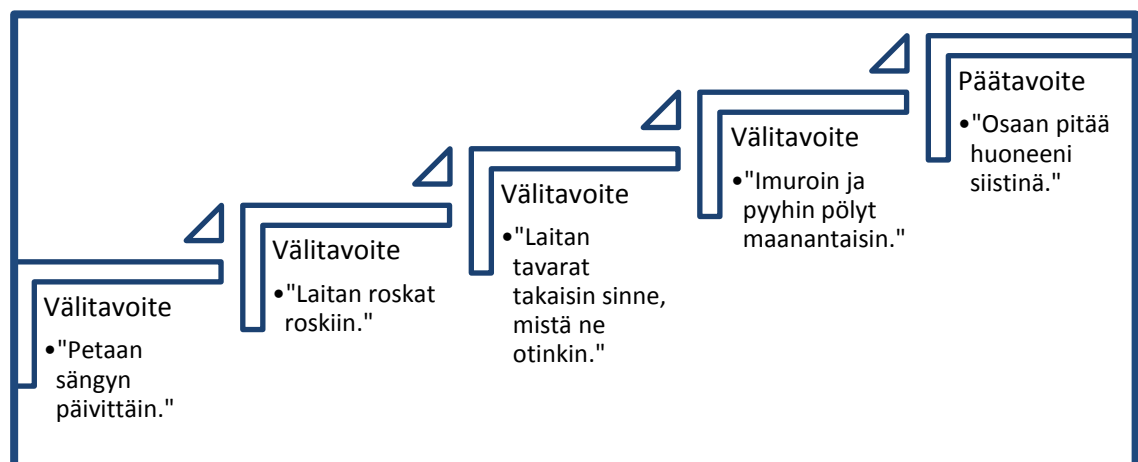 Välitavoite
•"Petaan
sängyn
päivittäin."
Välitavoite
•"Laitan roskat
roskiin."
Välitavoite
•"Laitan
tavarat
takaisin sinne,
mistä ne
otinkin."
Välitavoite
•"Imuroin ja
pyyhin pölyt
maanantaisin."
Päätavoite
•"Osaan pitää
huoneeni
siistinä."